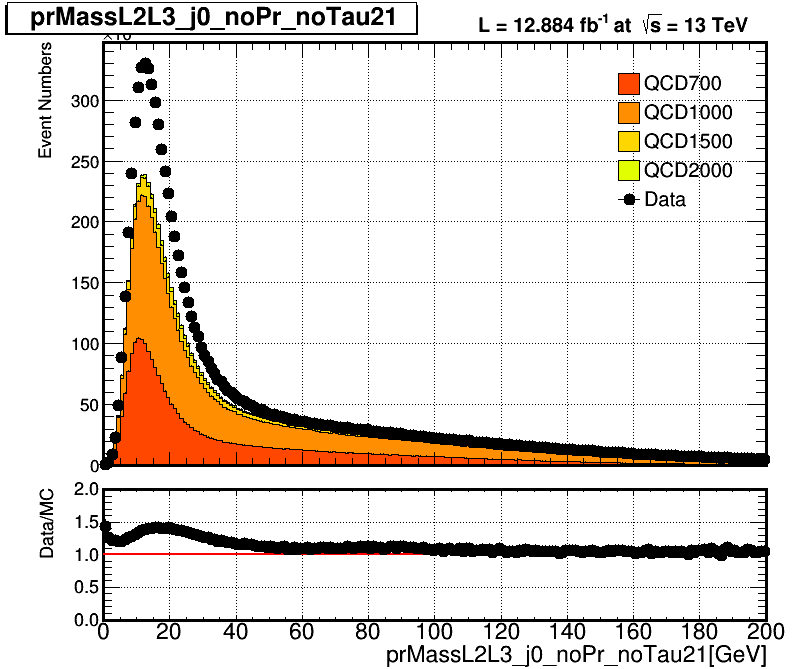 prMassL2L3_j0_noPr_noTau21
L = 12.884 fb⁻¹ at √s = 13 TeV
Event Numbers
300
250
200
150
100
50
0
QCD700
QCD1000
QCD1500
QCD2000
Data
Data/MC
2.0
1.5
1.0
0.5
0.0
0 20 40 60 80 100 120 140 160 180 200
prMassL2L3_j0_noPr_noTau21[GeV]